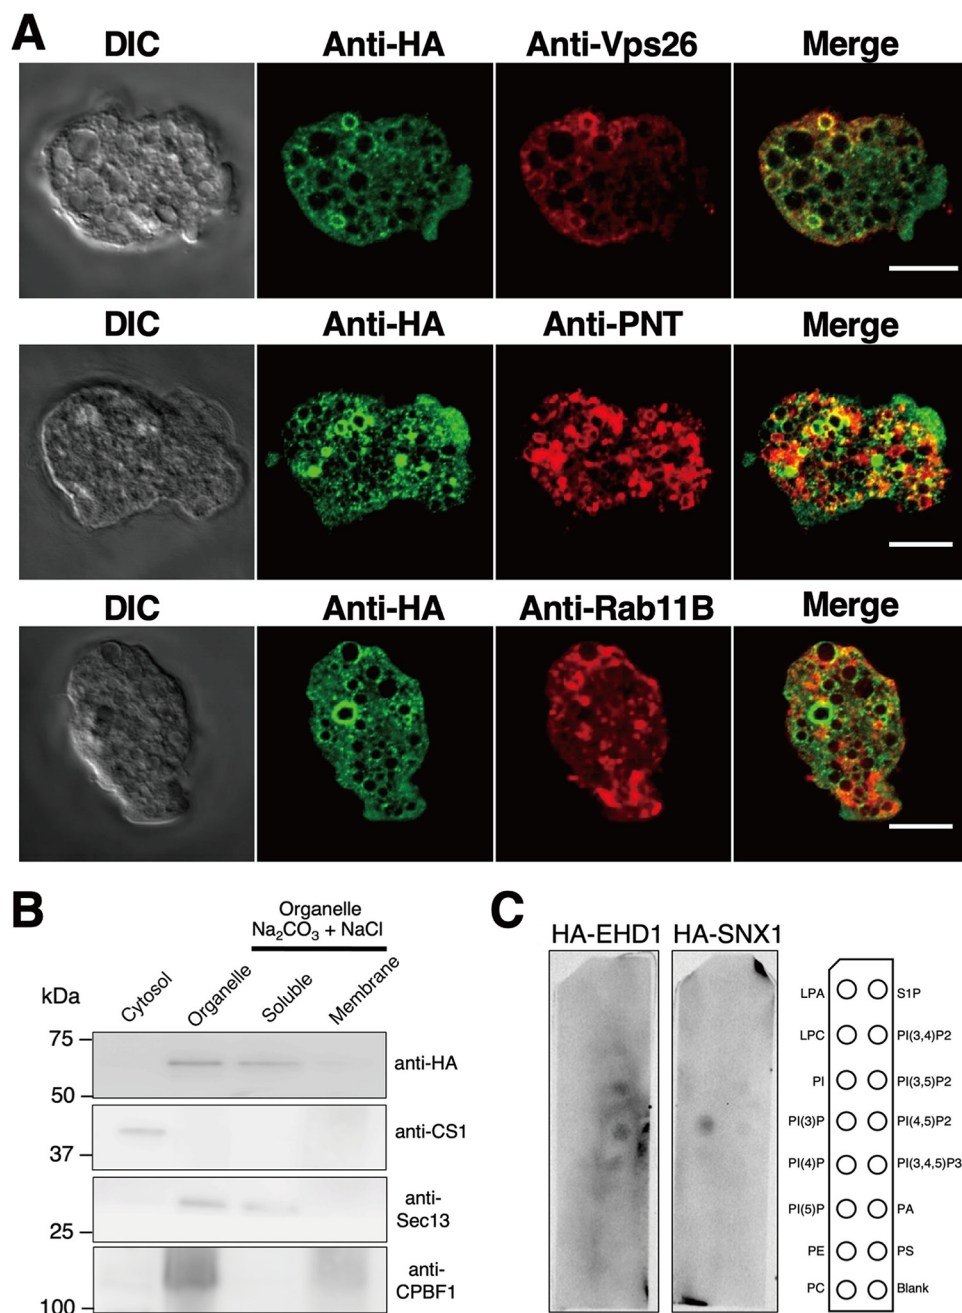 A
DIC Anti-HA Anti-Vps26 Merge
DIC Anti-HA Anti-PNT Merge
DIC Anti-HA Anti-Rab11B Merge
B
Organelle
Na₂CO₃ + NaCl
kDa
Cytosol Organelle Soluble Membrane
75
anti-HA
50
anti-CS1
37
anti-
Sec13
25
anti-
CPBF1
100
C
HA-EHD1 HA-SNX1
LPA S1P
LPC PI(3,4)P2
PI PI(3,5)P2
PI(3)P PI(4,5)P2
PI(4)P PI(3,4,5)P3
PI(5)P PA
PE PS
PC Blank